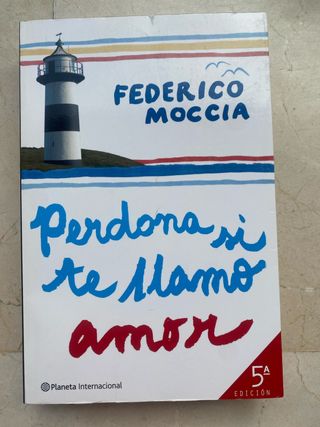 FEDERICO
MOCCIA
Perdona si
te llamo
amor
Planeta Internacional
5ª
EDICIÓN